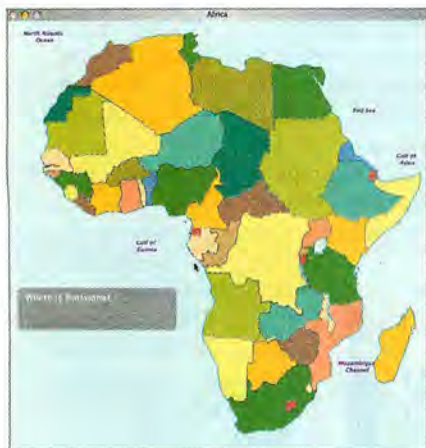 Africa
North Atlantic
Ocean
Red Sea
Gulf of
Aden
Gulf of
Guinea
Where is Botswana?
Mozambique
Channel